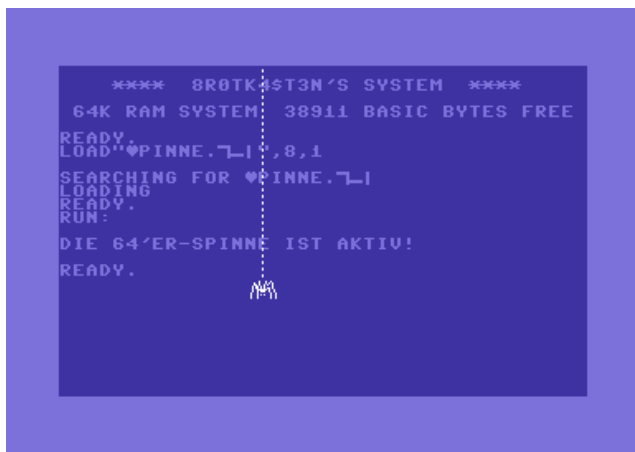 **** 8R0TK4$T3N'S SYSTEM ****
64K RAM SYSTEM 38911 BASIC BYTES FREE
READY.
LOAD"♥PINNE.",8,1
SEARCHING FOR ♥PINNE.
LOADING
READY.
RUN:
DIE 64'ER-SPINNE IST AKTIV!
READY.